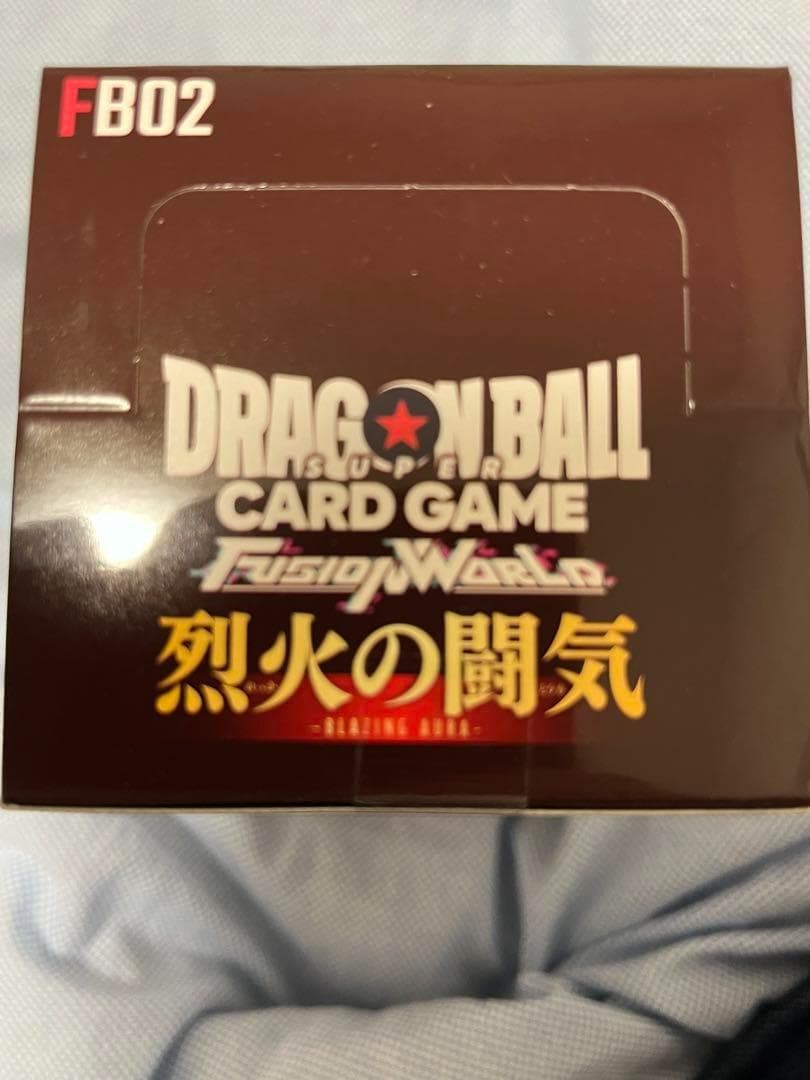 FB02
DRAGON BALL
SUPER
CARD GAME
FUSION WORLD
烈火の闘気
-BLAZING AURA-